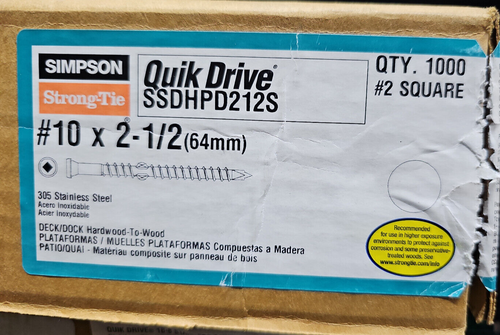 SIMPSON
Strong-Tie
Quik Drive®
SSDHPD212S
QTY. 1000
#2 SQUARE
#10 x 2-1/2 (64mm)
305 Stainless Steel
Acero Inoxidable
Acier Inoxydable
DECK/DOCK Hardwood-To-Wood
PLATAFORMAS / MUELLES PLATAFORMAS Compuestas a Madera
PATIO/QUAI - Matériau composite sur panneau de bois
Recommended
for use in higher exposure
environments to protect against
corrosion and some preservative-
treated woods. See
www.strongtie.com/info